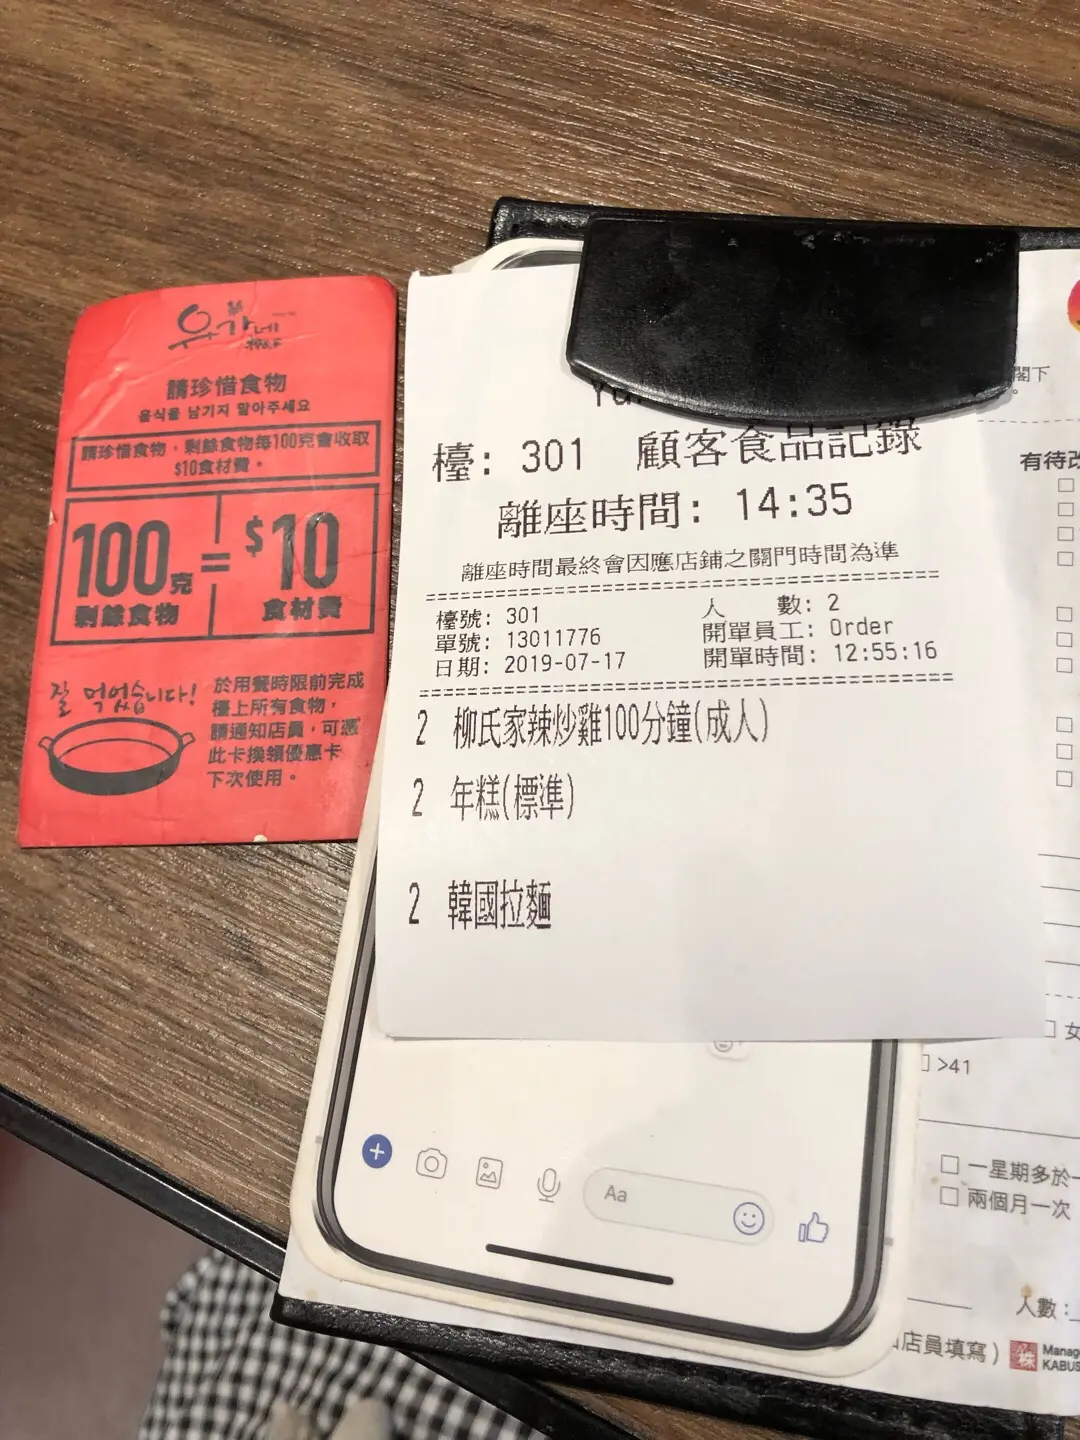 유가네
請珍惜食物
음식을 남기지 말아주세요
請珍惜食物，剩餘食物每100克會收取
$10食材費。
100克 = $10
剩餘食物 食材費
잘 먹었습니다!
於用餐時限前完成
檯上所有食物，
請通知店員，可憑
此卡換領優惠卡
下次使用。
檯: 301 顧客食品記錄
離座時間: 14:35
離座時間最終會因應店鋪之關門時間為準
檯號: 301 人 數: 2
單號: 13011776 開單員工: Order
日期: 2019-07-17 開單時間: 12:55:16
2 柳氏家辣炒雞100分鐘(成人)
2 年糕(標準)
2 韓國拉麵
Aa
閣下
有待改
女
>41
一星期多於一
兩個月一次
人數:
店員填寫)
株
Manag
KABUS